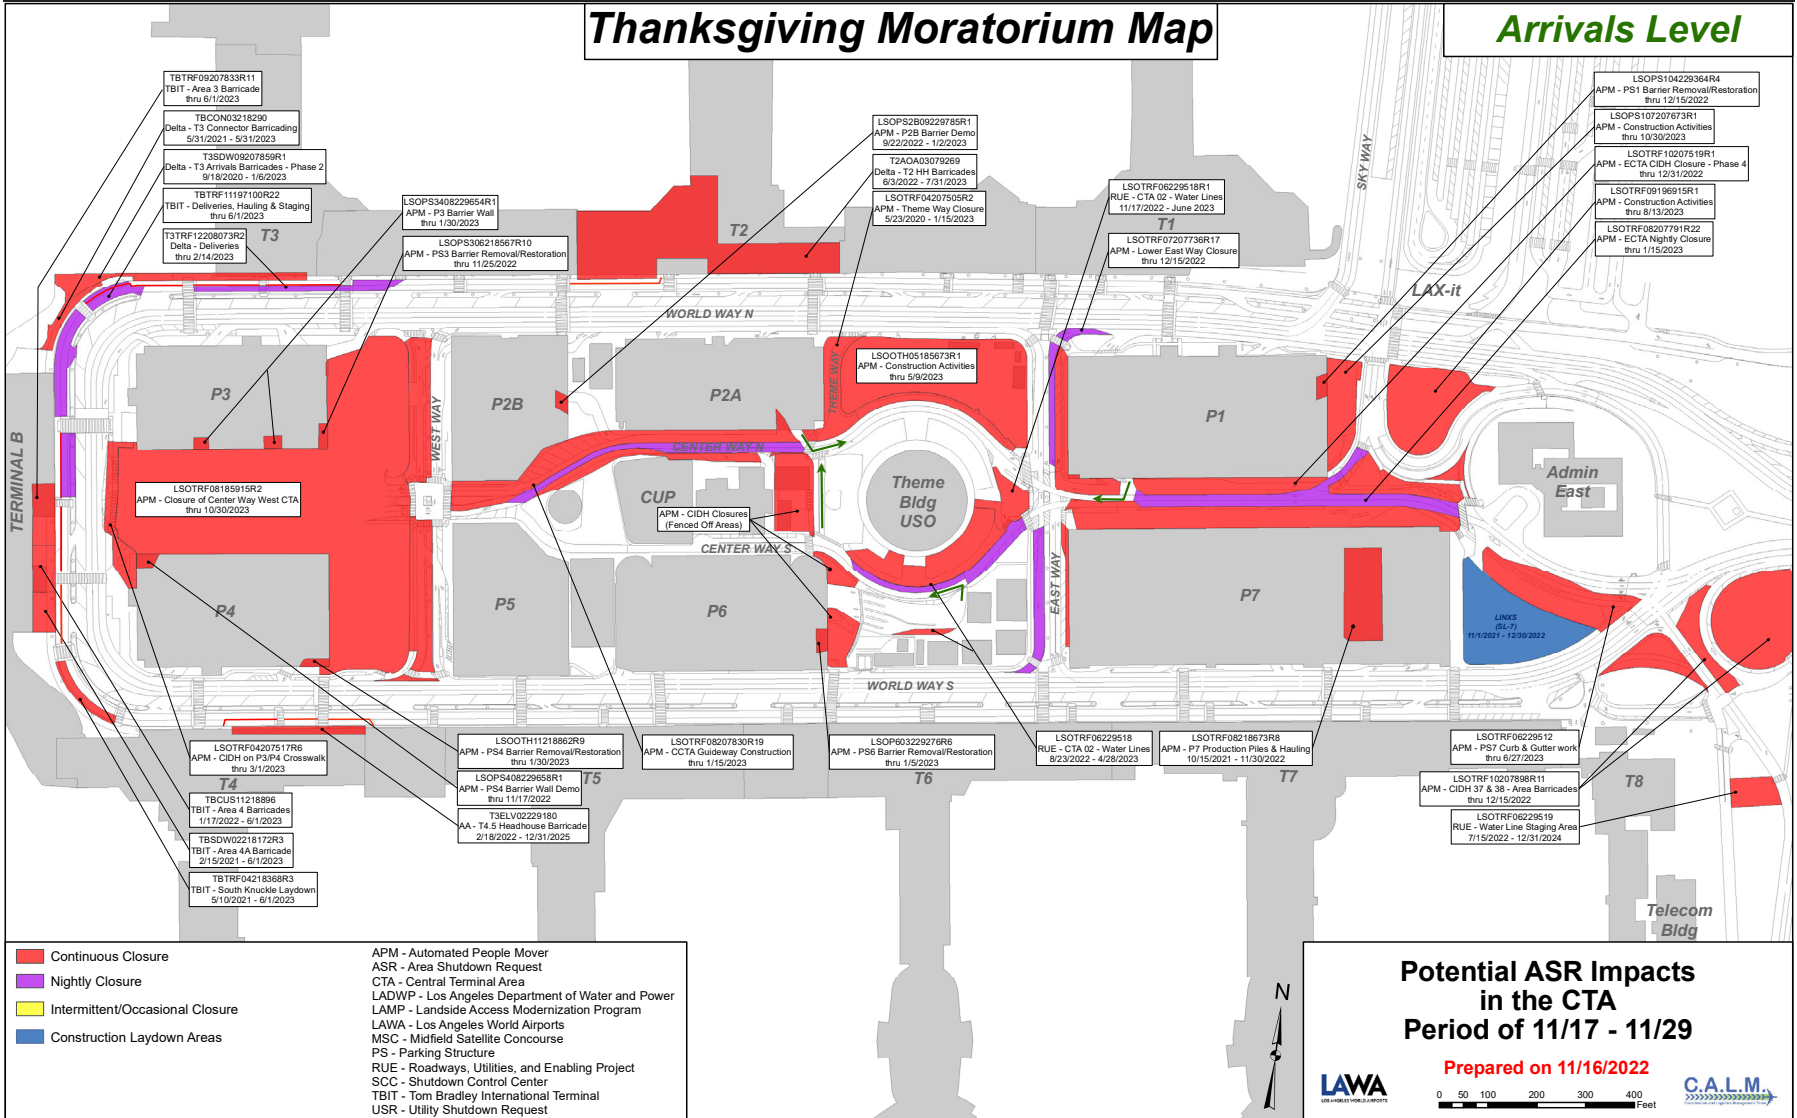 Thanksgiving Moratorium Map
Arrivals Level
TBTRF09207833R11
TBIT - Area 3 Barricade
thru 6/1/2023
TBCON03218290
Delta - T3 Connector Barricading
5/31/2021 - 5/31/2023
T3SDW09207859R1
Delta - T3 Arrivals Barricades - Phase 2
9/18/2020 - 1/6/2023
TBTRF11197100R22
TBIT - Deliveries, Hauling & Staging
thru 6/1/2023
T3TRF12208073R2
Delta - Deliveries
thru 2/14/2023
LSOPS3408229654R1
APM - P3 Barrier Wall
thru 1/30/2023
LSOPS306218567R10
APM - PS3 Barrier Removal/Restoration
thru 11/25/2022
LSOPS2B09229785R1
APM - P2B Barrier Demo
9/22/2022 - 1/2/2023
T2AOA03079269
Delta - T2 HH Barricades
6/3/2022 - 7/31/2023
LSOTRF04207505R2
APM - Theme Way Closure
5/23/2020 - 1/15/2023
LSOTRF06229518R1
RUE - CTA 02 - Water Lines
11/17/2022 - June 2023
LSOTRF07207736R17
APM - Lower East Way Closure
thru 12/15/2022
LSOPS104229364R4
APM - PS1 Barrier Removal/Restoration
thru 12/15/2022
LSOPS107207673R1
APM - Construction Activities
thru 10/30/2023
LSOTRF10207519R1
APM - ECTA CIDH Closure - Phase 4
thru 12/31/2022
LSOTRF09196915R1
APM - Construction Activities
thru 8/13/2023
LSOTRF08207791R22
APM - ECTA Nightly Closure
thru 1/15/2023
T3
T2
T1
SKY WAY
LAX-it
WORLD WAY N
LSOOTH05185673R1
APM - Construction Activities
thru 5/9/2023
THEME WAY
P3
P2B
P2A
P1
WEST WAY
CENTER WAY N
TERMINAL B
LSOTRF08185915R2
APM - Closure of Center Way West CTA
thru 10/30/2023
CUP
APM - CIDH Closures
(Fenced Off Areas)
Theme
Bldg
USO
Admin
East
CENTER WAY S
EAST WAY
P4
P5
P6
P7
LINXS
(SL-7)
11/1/2021 - 12/30/2022
WORLD WAY S
LSOTRF04207517R6
APM - CIDH on P3/P4 Crosswalk
thru 3/1/2023
LSOOTH11218862R9
APM - PS4 Barrier Removal/Restoration
thru 1/30/2023
LSOPS408229658R1
APM - PS4 Barrier Wall Demo
thru 11/17/2022
T3ELV02229180
AA - T4.5 Headhouse Barricade
2/18/2022 - 12/31/2025
LSOTRF08207830R19
APM - CCTA Guideway Construction
thru 1/15/2023
LSOP603229276R6
APM - PS6 Barrier Removal/Restoration
thru 1/5/2023
LSOTRF06229518
RUE - CTA 02 - Water Lines
8/23/2022 - 4/28/2023
LSOTRF08218673R8
APM - P7 Production Piles & Hauling
10/15/2021 - 11/30/2022
LSOTRF06229512
APM - PS7 Curb & Gutter work
thru 6/27/2023
LSOTRF10207898R11
APM - CIDH 37 & 38 - Area Barricades
thru 12/15/2022
LSOTRF06229519
RUE - Water Line Staging Area
7/15/2022 - 12/31/2024
T4
T5
T6
T7
T8
TBCUS11218896
TBIT - Area 4 Barricades
1/17/2022 - 6/1/2023
TBSDW02218172R3
TBIT - Area 4A Barricade
2/15/2021 - 6/1/2023
TBTRF04218368R3
TBIT - South Knuckle Laydown
5/10/2021 - 6/1/2023
Telecom
Bldg
Continuous Closure
Nightly Closure
Intermittent/Occasional Closure
Construction Laydown Areas
APM - Automated People Mover
ASR - Area Shutdown Request
CTA - Central Terminal Area
LADWP - Los Angeles Department of Water and Power
LAMP - Landside Access Modernization Program
LAWA - Los Angeles World Airports
MSC - Midfield Satellite Concourse
PS - Parking Structure
RUE - Roadways, Utilities, and Enabling Project
SCC - Shutdown Control Center
TBIT - Tom Bradley International Terminal
USR - Utility Shutdown Request
N
Potential ASR Impacts
in the CTA
Period of 11/17 - 11/29
Prepared on 11/16/2022
LAWA
LOS ANGELES WORLD AIRPORTS
0 50 100 200 300 400
Feet
C.A.L.M.